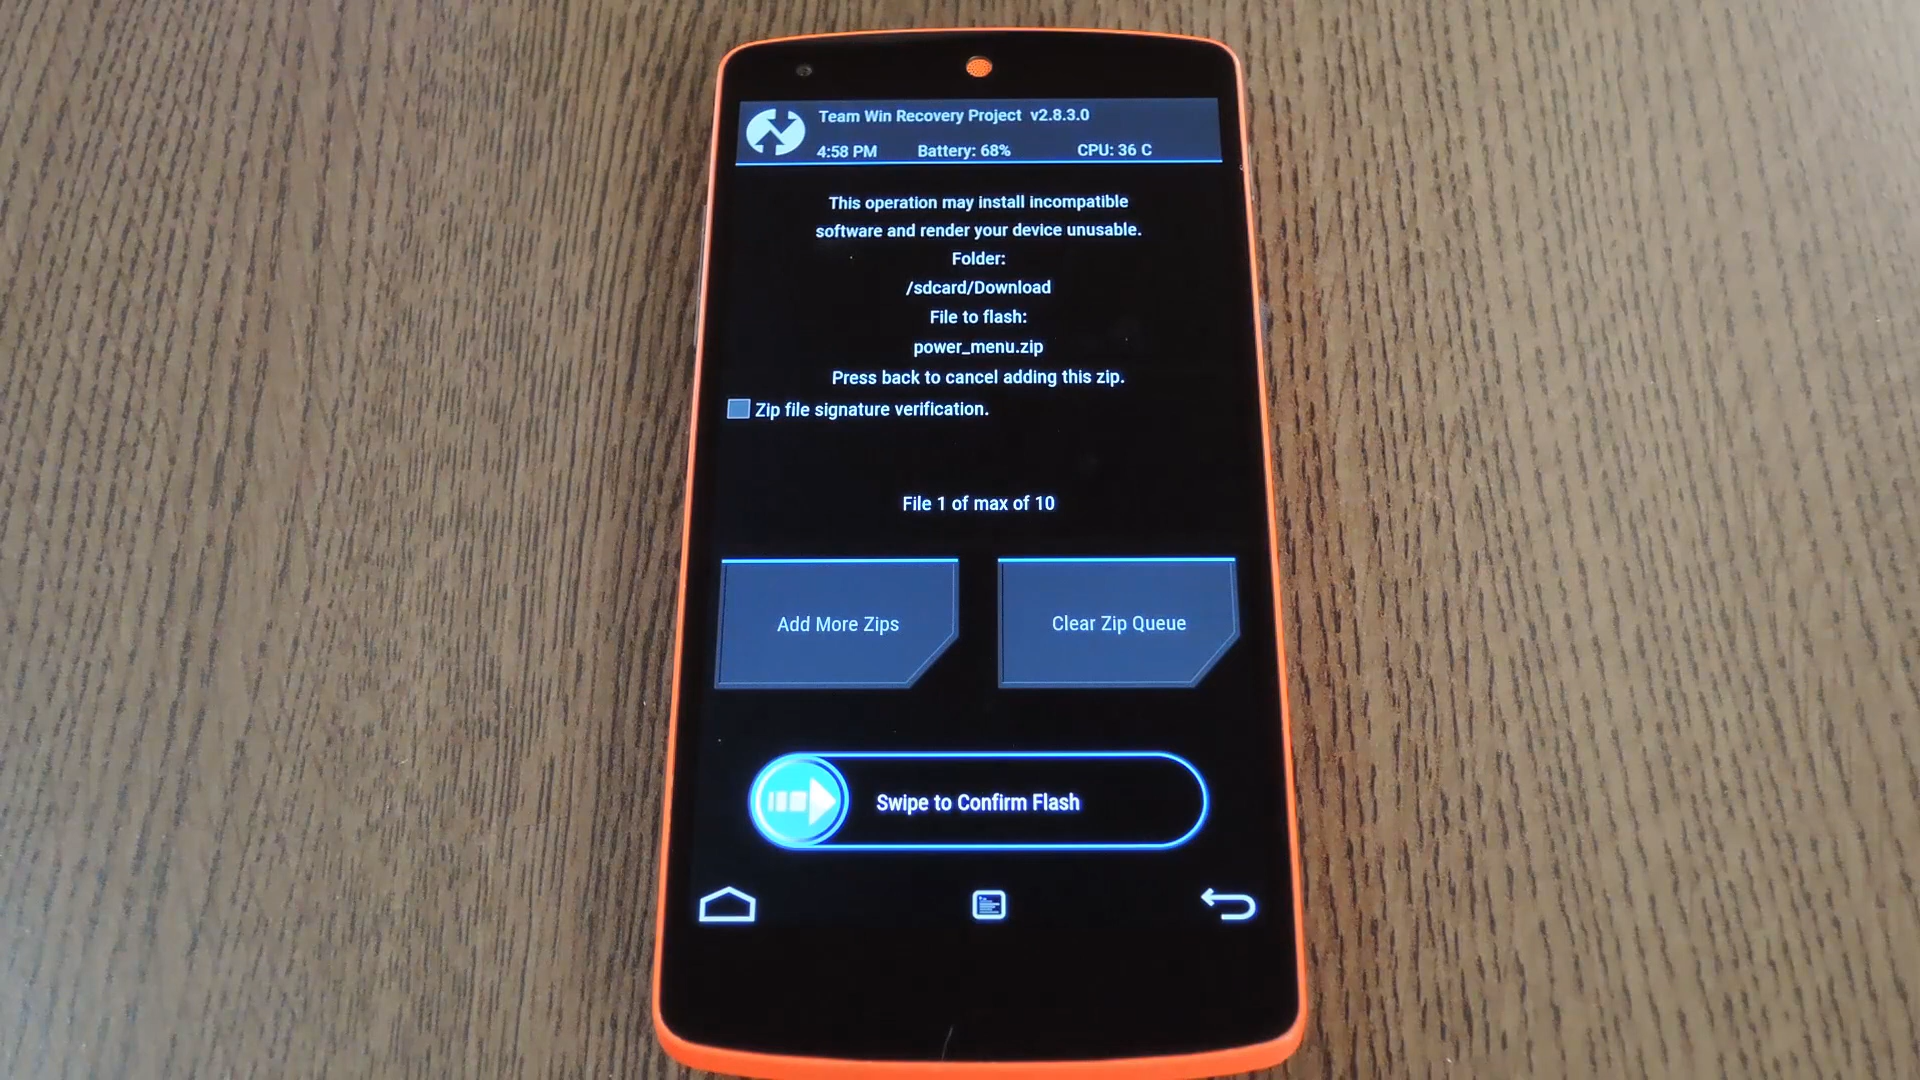 Team Win Recovery Project v2.8.3.0
4:58 PM Battery: 68% CPU: 36 C
This operation may install incompatible
software and render your device unusable.
Folder:
/sdcard/Download
File to flash:
power_menu.zip
Press back to cancel adding this zip.
Zip file signature verification.
File 1 of max of 10
Add More Zips
Clear Zip Queue
Swipe to Confirm Flash